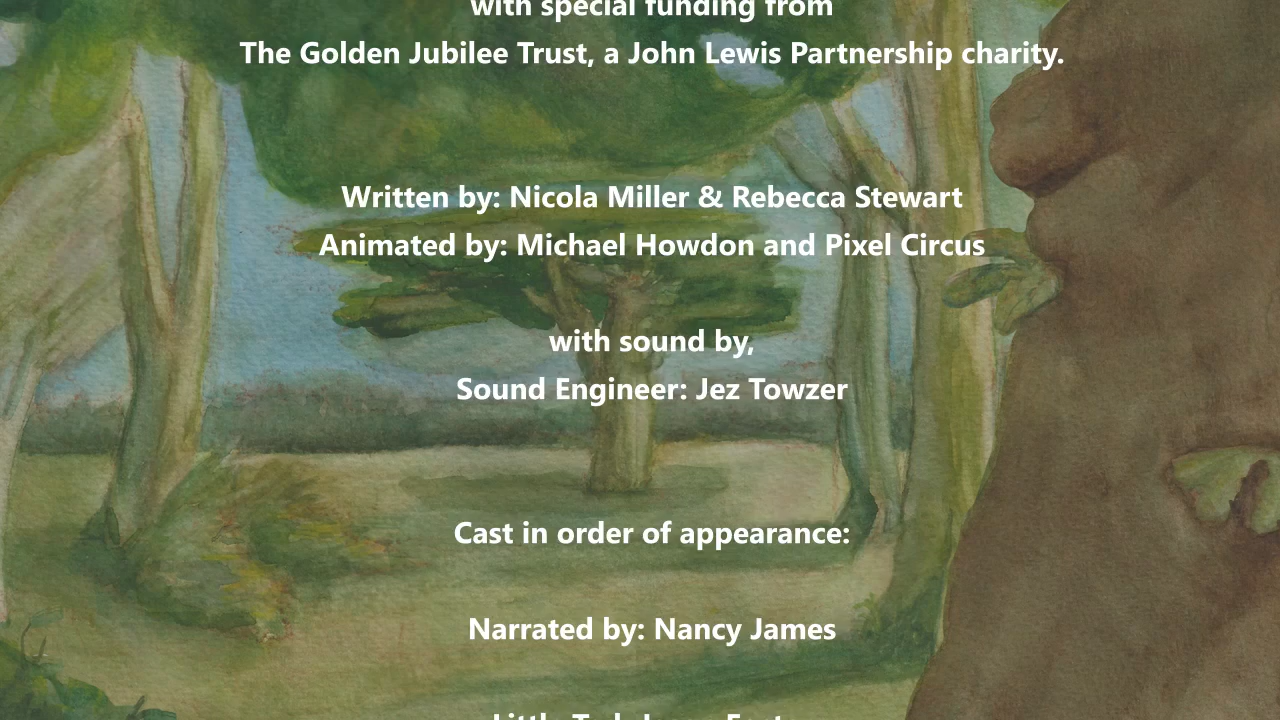 with special funding from
The Golden Jubilee Trust, a John Lewis Partnership charity.
Written by: Nicola Miller & Rebecca Stewart
Animated by: Michael Howdon and Pixel Circus
with sound by,
Sound Engineer: Jez Towzer
Cast in order of appearance:
Narrated by: Nancy James